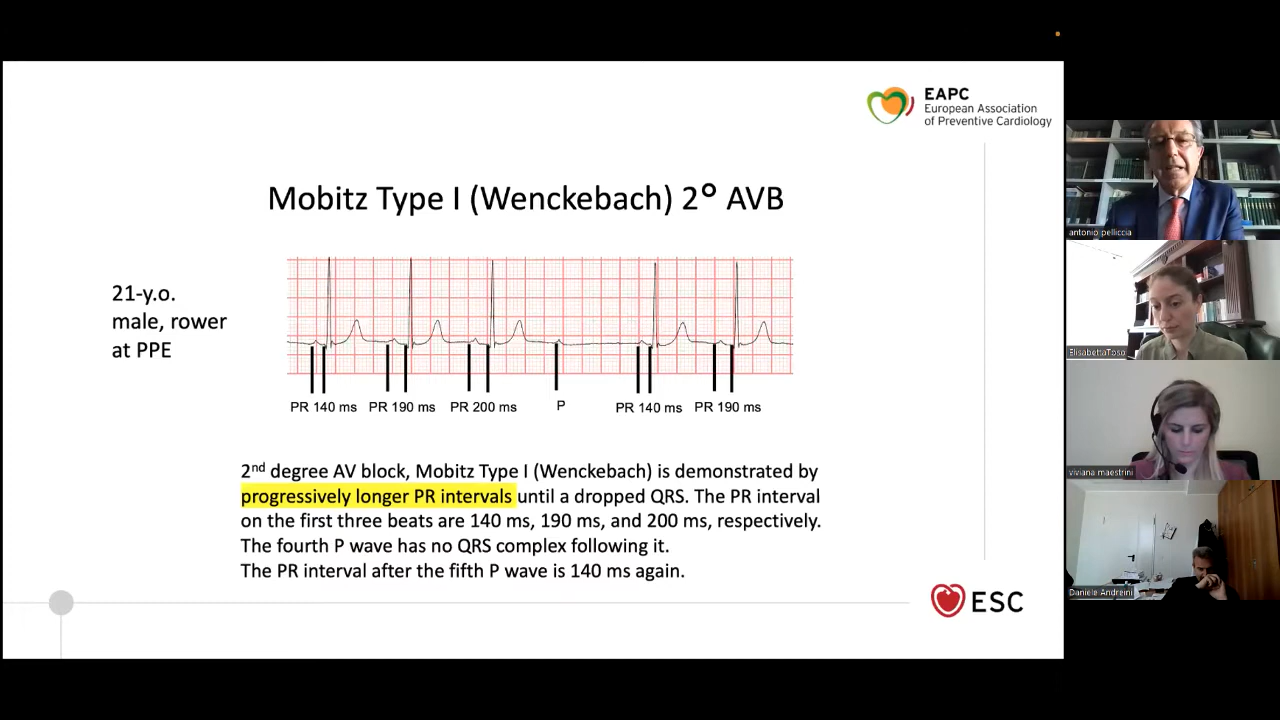 EAPC
European Association
of Preventive Cardiology
Mobitz Type I (Wenckebach) 2° AVB
21-y.o.
male, rower
at PPE
PR 140 ms PR 190 ms PR 200 ms P PR 140 ms PR 190 ms
2nd degree AV block, Mobitz Type I (Wenckebach) is demonstrated by
progressively longer PR intervals until a dropped QRS. The PR interval
on the first three beats are 140 ms, 190 ms, and 200 ms, respectively.
The fourth P wave has no QRS complex following it.
The PR interval after the fifth P wave is 140 ms again.
ESC
antonio pelliccia
ElisabettaToso
viviana maestrini
Daniele Andreini